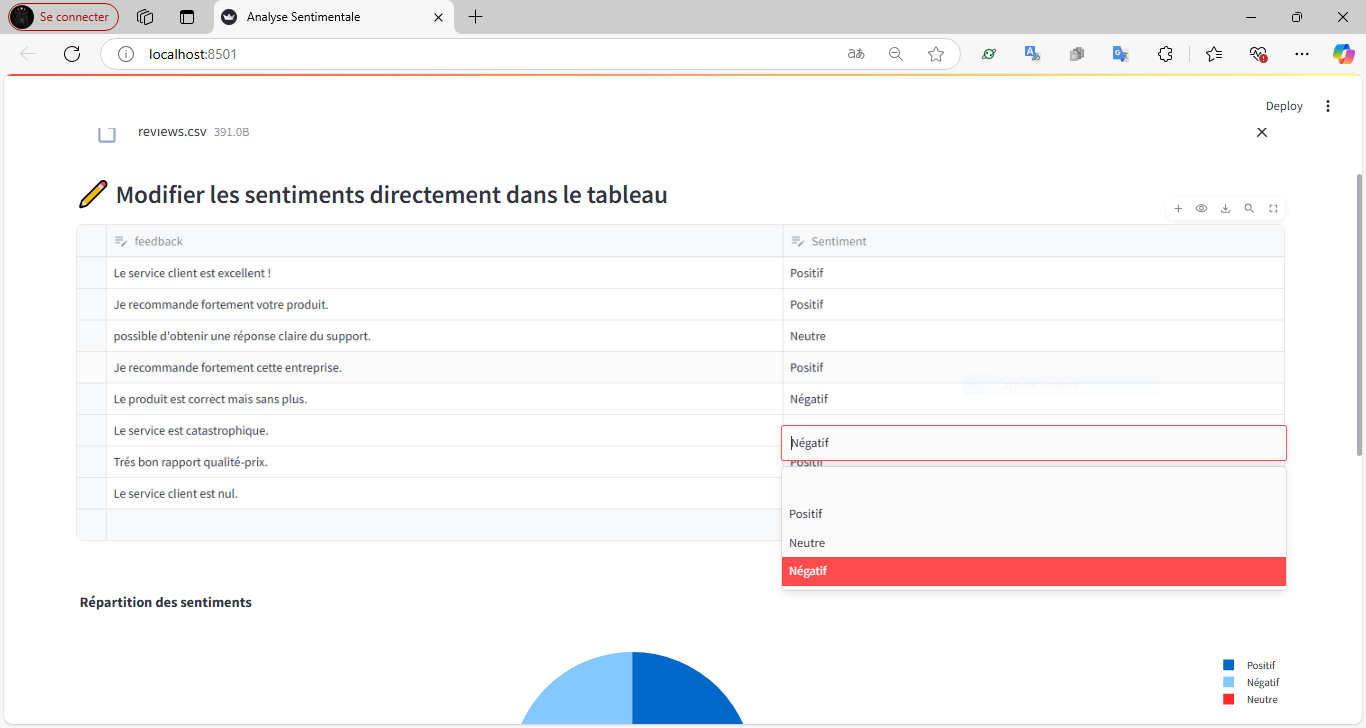 Se connecter
Analyse Sentimentale
localhost:8501
Deploy
reviews.csv 391.0B
Modifier les sentiments directement dans le tableau
feedback Sentiment
Le service client est excellent ! Positif
Je recommande fortement votre produit. Positif
possible d'obtenir une réponse claire du support. Neutre
Je recommande fortement cette entreprise. Positif
Le produit est correct mais sans plus. Négatif
Le service est catastrophique. Négatif
Trés bon rapport qualité-prix. Positif
Le service client est nul.
Positif
Neutre
Négatif
Répartition des sentiments
Positif
Négatif
Neutre